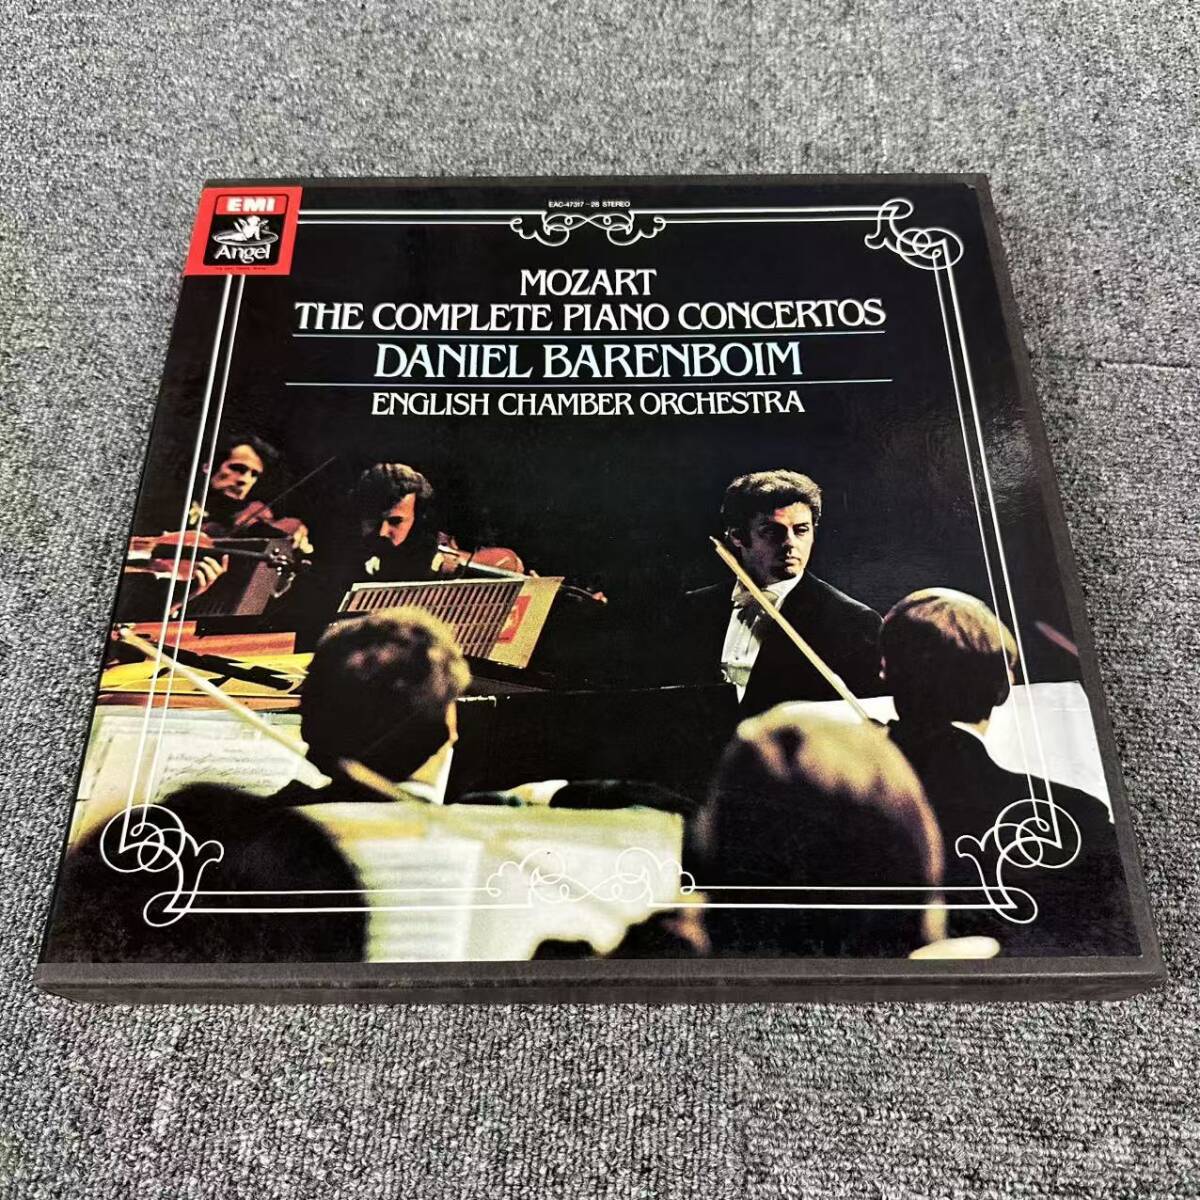 EMI
Angel
EAC-47317-28 STEREO
MOZART
THE COMPLETE PIANO CONCERTOS
DANIEL BARENBOIM
ENGLISH CHAMBER ORCHESTRA